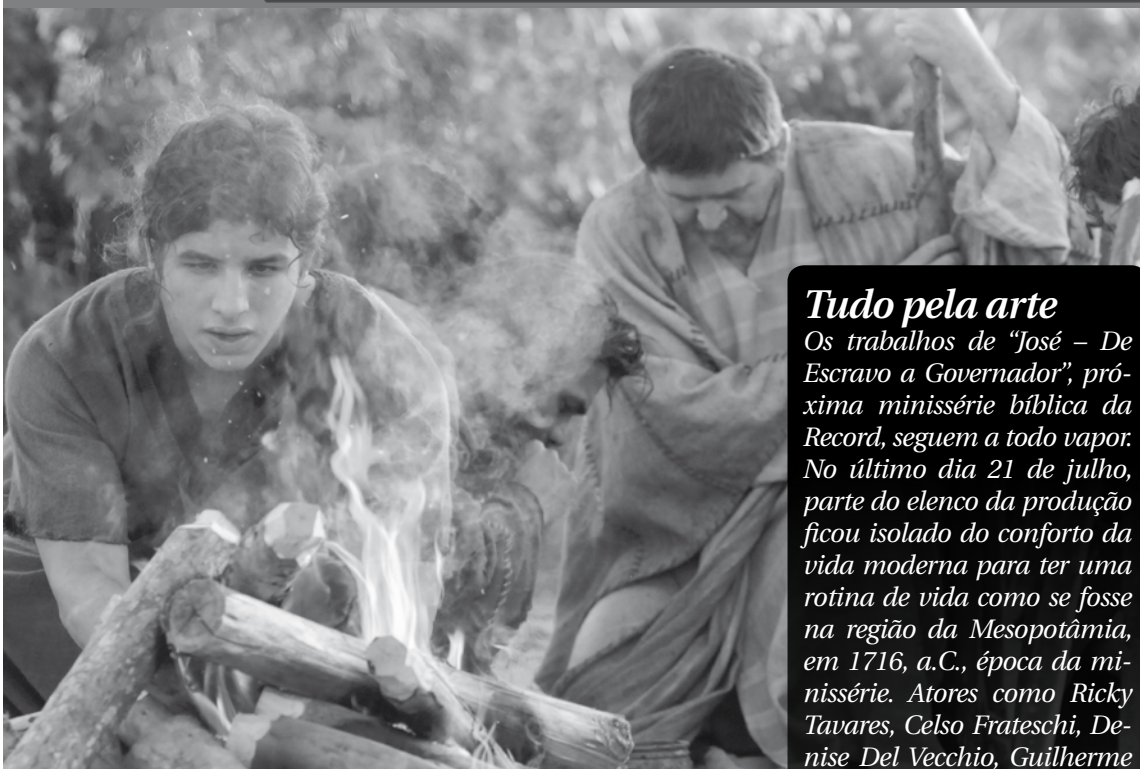 Tudo pela arte
Os trabalhos de “José – De
Escravo a Governador”, pró-
xima minissérie bíblica da
Record, seguem a todo vapor.
No último dia 21 de julho,
parte do elenco da produção
ficou isolado do conforto da
vida moderna para ter uma
rotina de vida como se fosse
na região da Mesopotâmia,
em 1716, a.C., época da mi-
nissérie. Atores como Ricky
Tavares, Celso Frateschi, De-
nise Del Vecchio, Guilherme